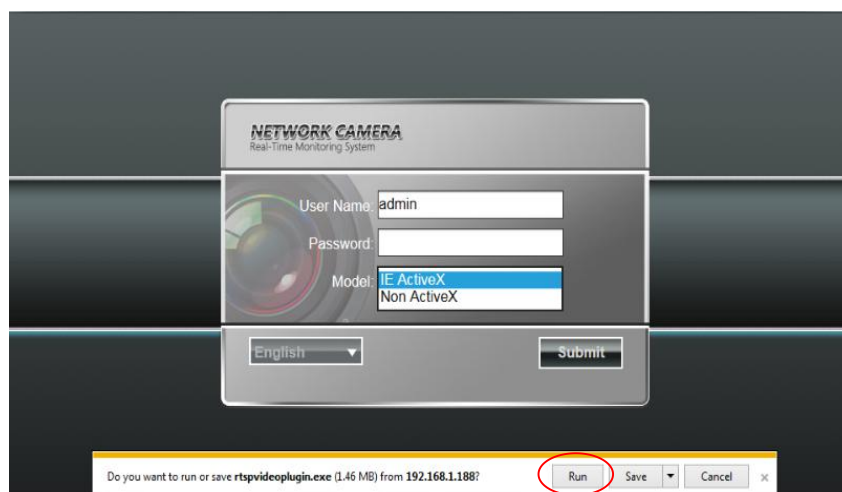 NETWORK CAMERA
Real-Time Monitoring System
User Name: admin
Password:
Model: IE ActiveX
Non ActiveX
English
Submit
Do you want to run or save rtspvideoplugin.exe (1.46 MB) from 192.168.1.188?
Run
Save
Cancel
x